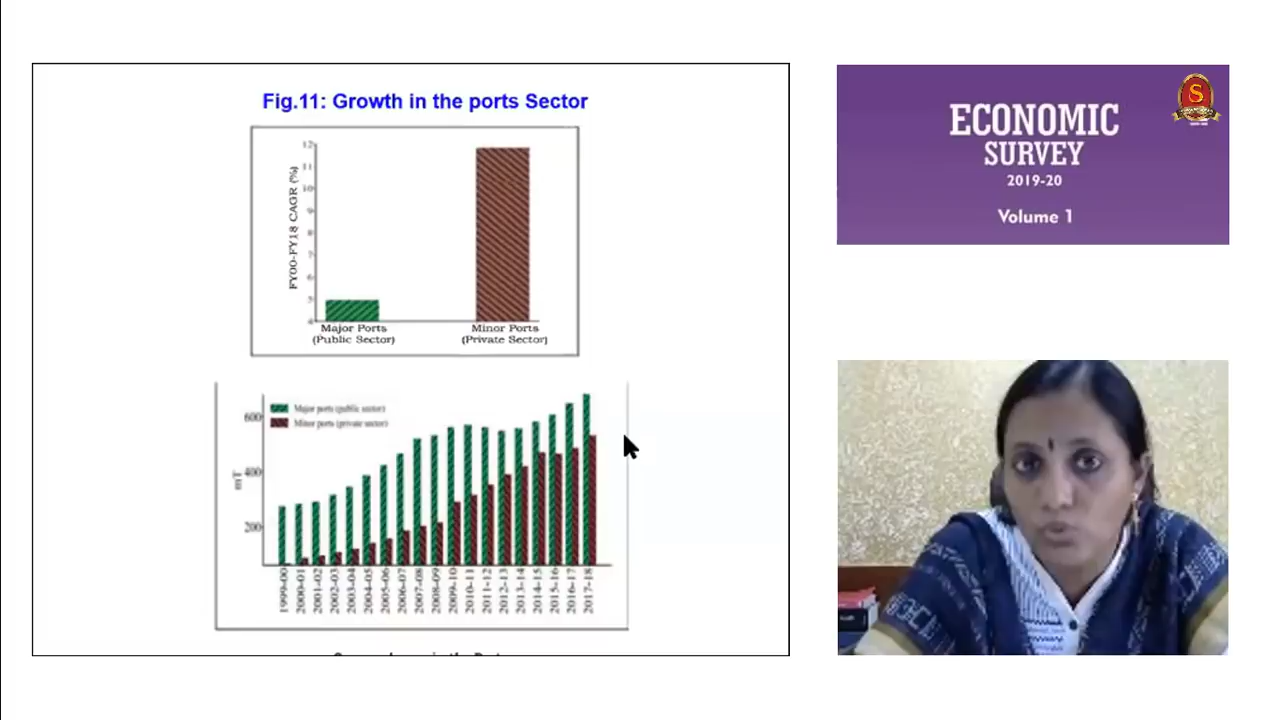 Fig.11: Growth in the ports Sector
FY00-FY18 CAGR (%)
12
11
10
9
8
7
6
5
4
Major Ports
(Public Sector)
Minor Ports
(Private Sector)
Major ports (public sector)
Minor ports (private sector)
mT
600
400
200
1999-00
2000-01
2001-02
2002-03
2003-04
2004-05
2005-06
2006-07
2007-08
2008-09
2009-10
2010-11
2011-12
2012-13
2013-14
2014-15
2015-16
2016-17
2017-18
ECONOMIC
SURVEY
2019-20
Volume 1
S